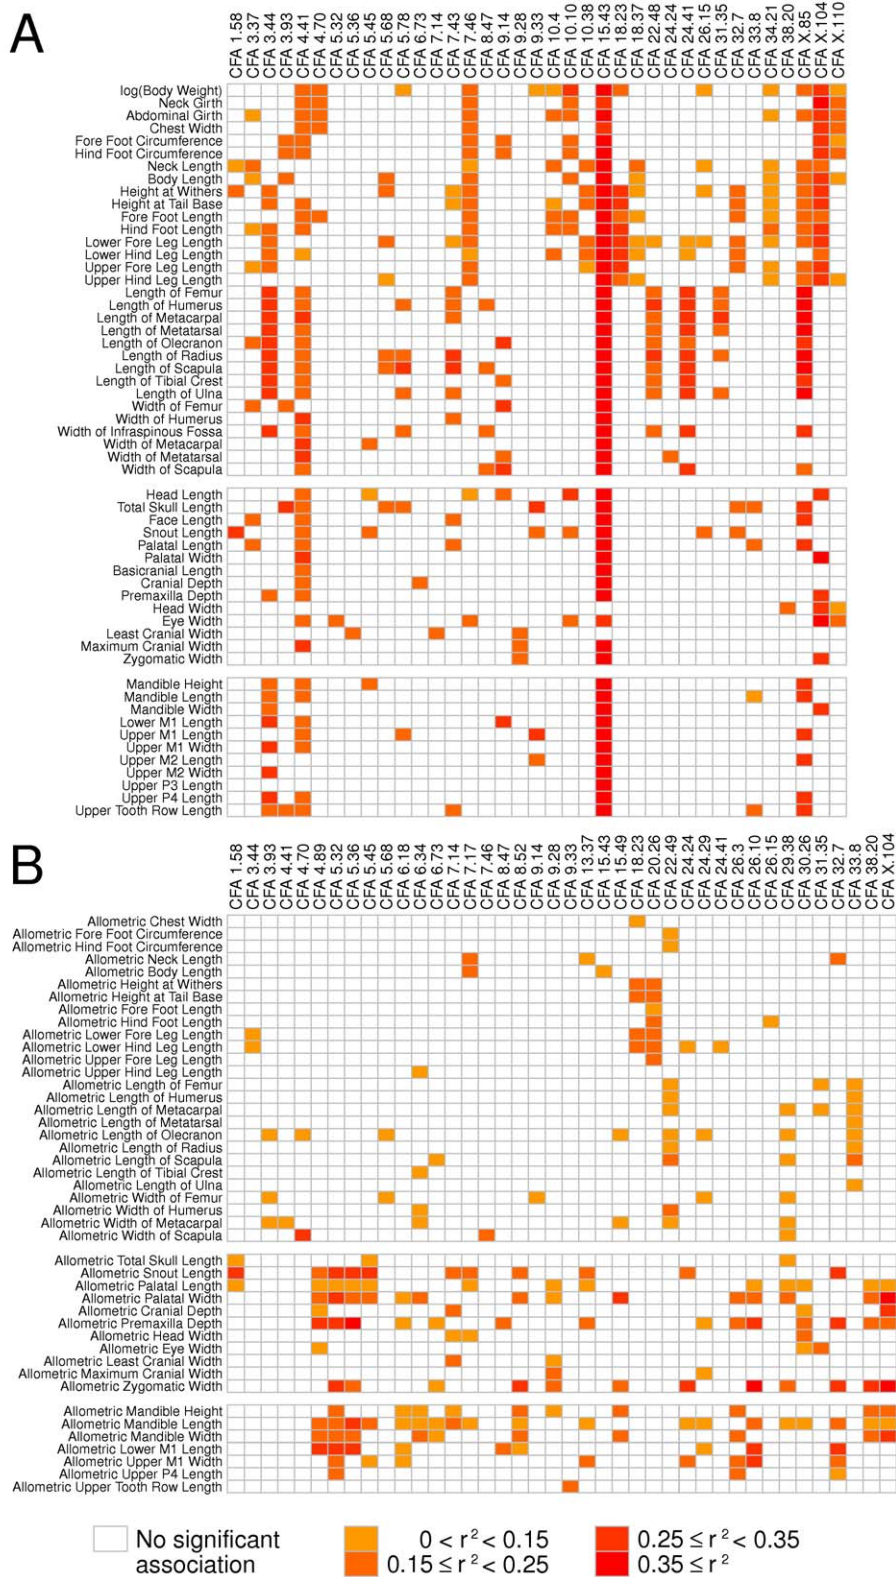 A
CFA 1.58
CFA 3.37
CFA 3.44
CFA 3.93
CFA 4.41
CFA 4.70
CFA 5.32
CFA 5.36
CFA 5.45
CFA 5.68
CFA 5.78
CFA 6.73
CFA 7.14
CFA 7.43
CFA 7.46
CFA 8.47
CFA 9.14
CFA 9.28
CFA 9.33
CFA 10.4
CFA 10.10
CFA 10.38
CFA 15.43
CFA 18.23
CFA 18.37
CFA 22.48
CFA 24.24
CFA 24.41
CFA 26.15
CFA 31.35
CFA 32.7
CFA 33.8
CFA 34.21
CFA 38.20
CFA X.85
CFA X.104
CFA X.110
log(Body Weight)
Neck Girth
Abdominal Girth
Chest Width
Fore Foot Circumference
Hind Foot Circumference
Neck Length
Body Length
Height at Withers
Height at Tail Base
Fore Foot Length
Hind Foot Length
Lower Fore Leg Length
Lower Hind Leg Length
Upper Fore Leg Length
Upper Hind Leg Length
Length of Femur
Length of Humerus
Length of Metacarpal
Length of Metatarsal
Length of Olecranon
Length of Radius
Length of Scapula
Length of Tibial Crest
Length of Ulna
Width of Femur
Width of Humerus
Width of Infraspinous Fossa
Width of Metacarpal
Width of Metatarsal
Width of Scapula
Head Length
Total Skull Length
Face Length
Snout Length
Palatal Length
Palatal Width
Basicranial Length
Cranial Depth
Premaxilla Depth
Head Width
Eye Width
Least Cranial Width
Maximum Cranial Width
Zygomatic Width
Mandible Height
Mandible Length
Mandible Width
Lower M1 Length
Upper M1 Length
Upper M1 Width
Upper M2 Length
Upper M2 Width
Upper P3 Length
Upper P4 Length
Upper Tooth Row Length
B
CFA 1.58
CFA 3.44
CFA 3.93
CFA 4.41
CFA 4.70
CFA 4.89
CFA 5.32
CFA 5.36
CFA 5.45
CFA 5.68
CFA 6.18
CFA 6.34
CFA 6.73
CFA 7.14
CFA 7.17
CFA 7.46
CFA 8.47
CFA 8.52
CFA 9.14
CFA 9.28
CFA 9.33
CFA 13.37
CFA 15.43
CFA 15.49
CFA 18.23
CFA 20.26
CFA 22.49
CFA 24.24
CFA 24.29
CFA 24.41
CFA 26.3
CFA 26.10
CFA 26.15
CFA 29.38
CFA 30.26
CFA 31.35
CFA 32.7
CFA 33.8
CFA 38.20
CFA X.104
Allometric Chest Width
Allometric Fore Foot Circumference
Allometric Hind Foot Circumference
Allometric Neck Length
Allometric Body Length
Allometric Height at Withers
Allometric Height at Tail Base
Allometric Fore Foot Length
Allometric Hind Foot Length
Allometric Lower Fore Leg Length
Allometric Lower Hind Leg Length
Allometric Upper Fore Leg Length
Allometric Upper Hind Leg Length
Allometric Length of Femur
Allometric Length of Humerus
Allometric Length of Metacarpal
Allometric Length of Metatarsal
Allometric Length of Olecranon
Allometric Length of Radius
Allometric Length of Scapula
Allometric Length of Tibial Crest
Allometric Length of Ulna
Allometric Width of Femur
Allometric Width of Humerus
Allometric Width of Metacarpal
Allometric Width of Scapula
Allometric Total Skull Length
Allometric Snout Length
Allometric Palatal Length
Allometric Palatal Width
Allometric Cranial Depth
Allometric Premaxilla Depth
Allometric Head Width
Allometric Eye Width
Allometric Least Cranial Width
Allometric Maximum Cranial Width
Allometric Zygomatic Width
Allometric Mandible Height
Allometric Mandible Length
Allometric Mandible Width
Allometric Lower M1 Length
Allometric Upper M1 Width
Allometric Upper P4 Length
Allometric Upper Tooth Row Length
No significant
association
0 < r² < 0.15
0.15 ≤ r² < 0.25
0.25 ≤ r² < 0.35
0.35 ≤ r²